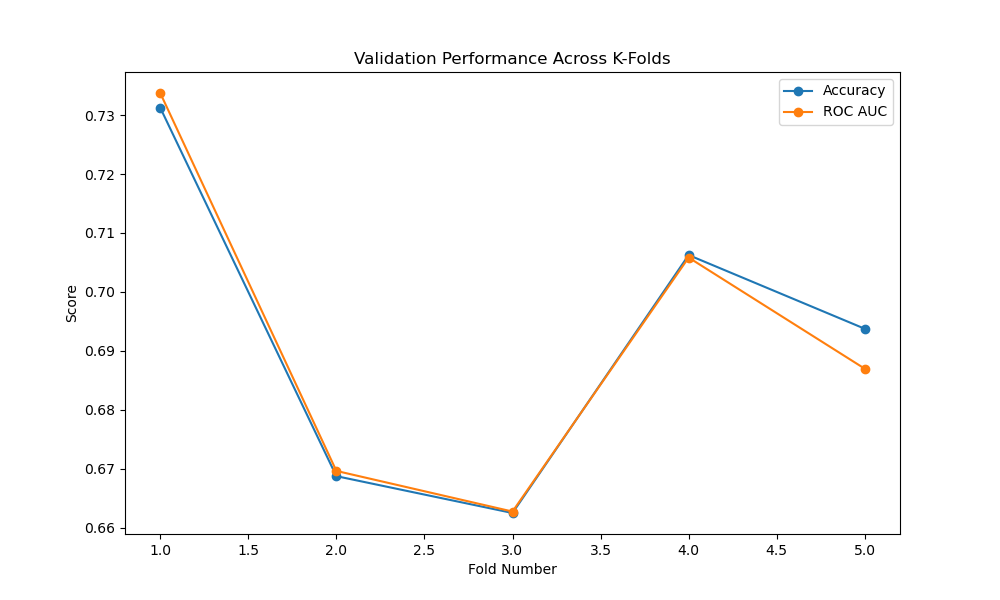 Validation Performance Across K-Folds
Accuracy
ROC AUC
Score
0.73
0.72
0.71
0.70
0.69
0.68
0.67
0.66
1.0 1.5 2.0 2.5 3.0 3.5 4.0 4.5 5.0
Fold Number